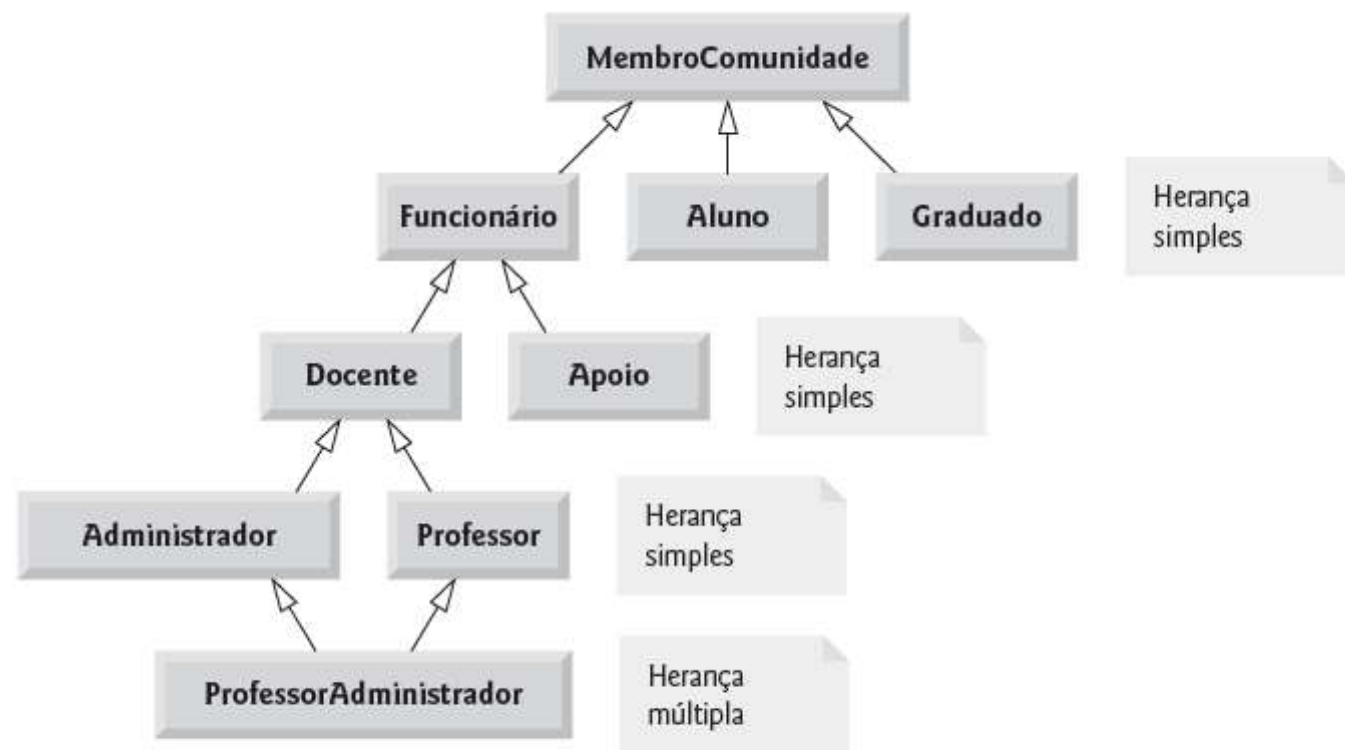 MembroComunidade
Funcionário
Aluno
Graduado
Herança
simples
Docente
Apoio
Herança
simples
Administrador
Professor
Herança
simples
ProfessorAdministrador
Herança
múltipla